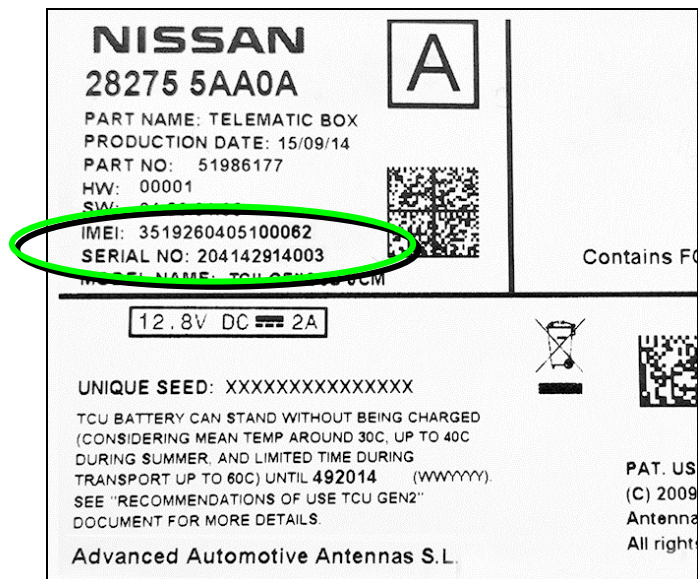 NISSAN
28275 5AA0A
A
PART NAME: TELEMATIC BOX
PRODUCTION DATE: 15/09/14
PART NO: 51986177
HW: 00001
SW:
IMEI: 3519260405100062
SERIAL NO: 204142914003
MODEL NAME:
Contains
12.8V DC 2A
UNIQUE SEED: XXXXXXXXXXXXXXX
TCU BATTERY CAN STAND WITHOUT BEING CHARGED
(CONSIDERING MEAN TEMP AROUND 30C, UP TO 40C
DURING SUMMER, AND LIMITED TIME DURING
TRANSPORT UP TO 60C) UNTIL 492014 (WWYYYY).
SEE "RECOMMENDATIONS OF USE TCU GEN2"
DOCUMENT FOR MORE DETAILS.
Advanced Automotive Antennas S.L.
PAT. US
(C) 2009
Antenna
All right